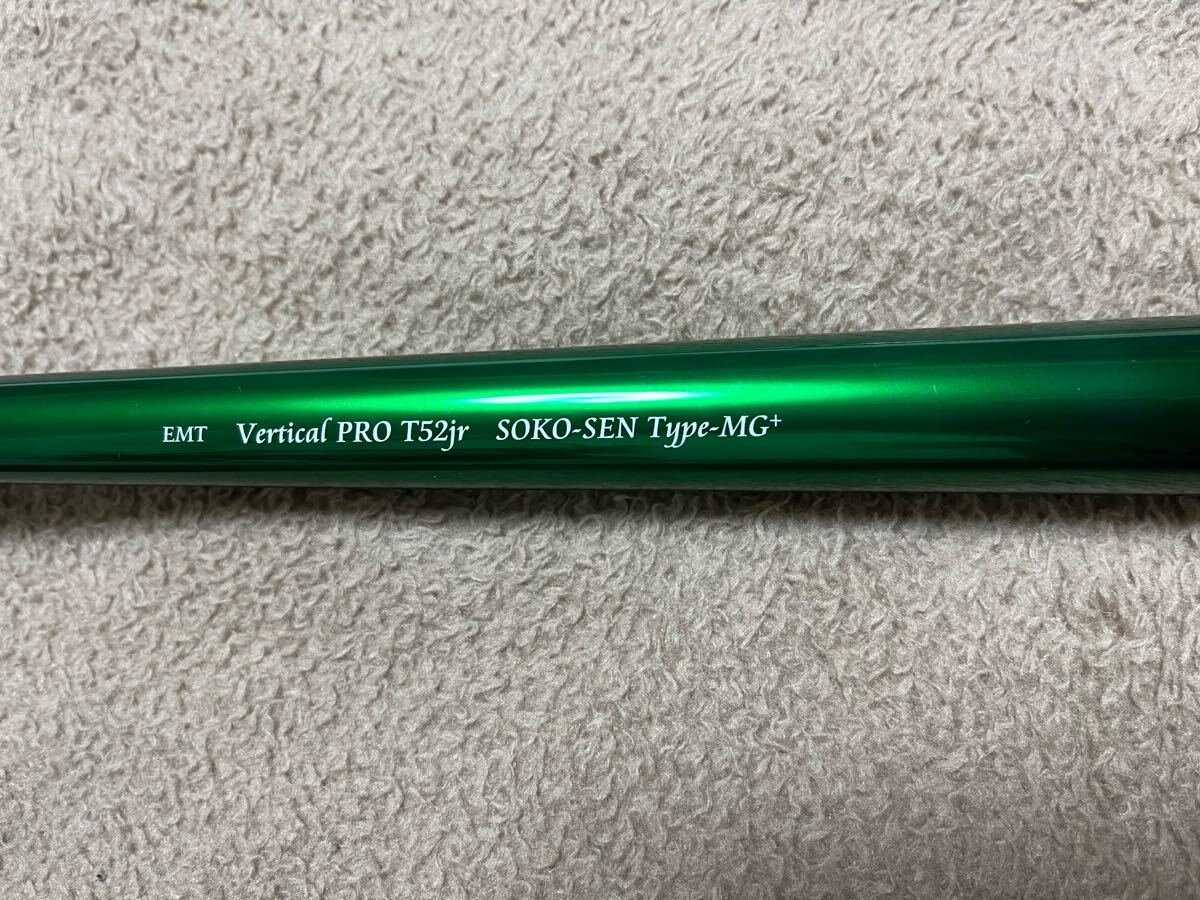 EMT Vertical PRO T52jr SOKO-SEN Type-MG⁺